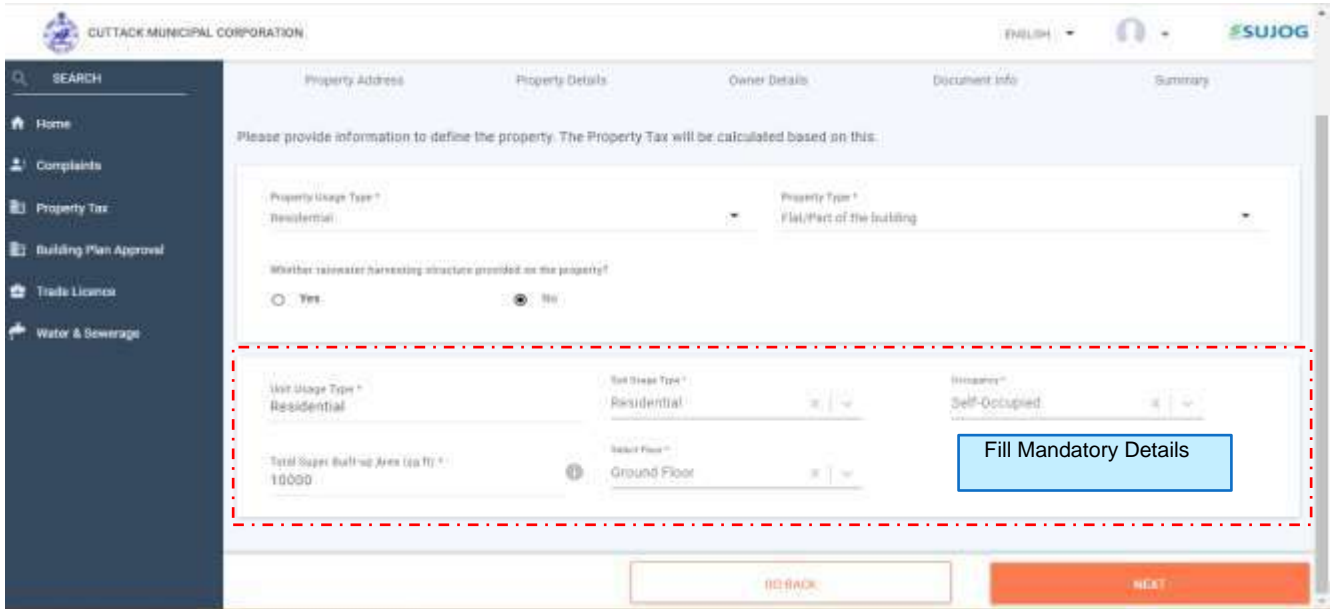 CUTTACK MUNICIPAL CORPORATION
ENGLISH
SUJOG
SEARCH
Property Address Property Details Owner Details Document Info Summary
Home
Please provide information to define the property. The Property Tax will be calculated based on this.
Complaints
Property Usage Type * Property Type *
Property Tax
Residential Flat/Part of the building
Building Plan Approval
Whether rainwater harvesting structure provided on the property?
Trade Licence
Yes No
Water & Sewerage
Unit Usage Type * Sub Usage Type * Occupancy *
Residential Residential Self-Occupied
Fill Mandatory Details
Total Super Built-up Area (sq ft) * Select Floor *
10000 Ground Floor
GO BACK NEXT